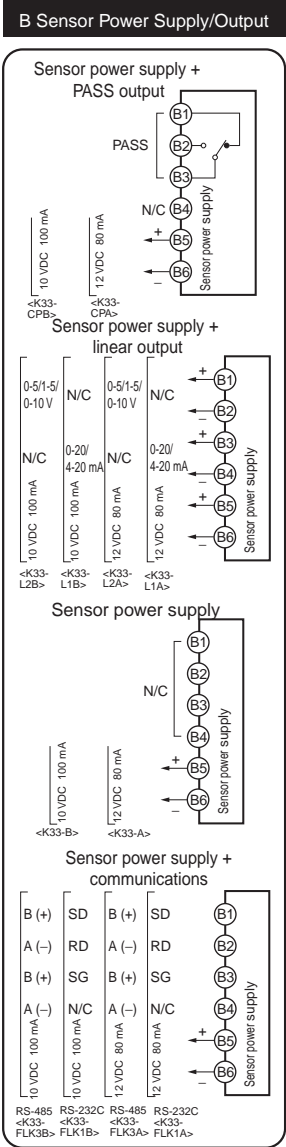 B Sensor Power Supply/Output
Sensor power supply +
PASS output
B1
PASS
B2
B3
N/C
B4
+
B5
B6
−
Sensor power supply
10 VDC 100 mA
12 VDC 80 mA
<K33-
CPB>
<K33-
CPA>
Sensor power supply +
linear output
0-5/1-5/
0-10 V
N/C
0-5/1-5/
0-10 V
N/C
+
B1
−
B2
N/C
0-20/
4-20 mA
N/C
0-20/
4-20 mA
+
B3
−
B4
10 VDC 100 mA
10 VDC 100 mA
12 VDC 80 mA
12 VDC 80 mA
+
B5
−
B6
Sensor power supply
<K33-
L2B>
<K33-
L1B>
<K33-
L2A>
<K33-
L1A>
Sensor power supply
B1
B2
N/C
B3
B4
+
B5
−
B6
Sensor power supply
10 VDC 100 mA
12 VDC 80 mA
<K33-B>
<K33-A>
Sensor power supply +
communications
B (+)
SD
B (+)
SD
B1
A (−)
RD
A (−)
RD
B2
B (+)
SG
B (+)
SG
B3
A (−)
N/C
A (−)
N/C
B4
10 VDC 100 mA
10 VDC 100 mA
12 VDC 80 mA
12 VDC 80 mA
+
B5
−
B6
Sensor power supply
RS-485
<K33-
FLK3B>
RS-232C
<K33-
FLK1B>
RS-485
<K33-
FLK3A>
RS-232C
<K33-
FLK1A>